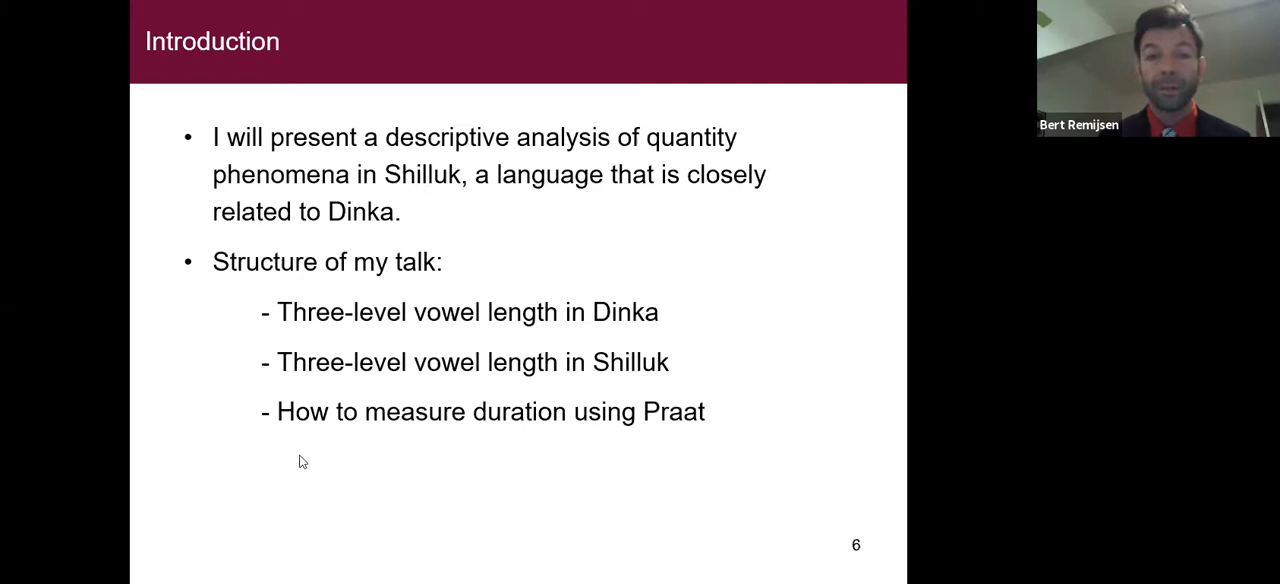 Introduction
• I will present a descriptive analysis of quantity
phenomena in Shilluk, a language that is closely
related to Dinka.
• Structure of my talk:
- Three-level vowel length in Dinka
- Three-level vowel length in Shilluk
- How to measure duration using Praat
6
Bert Remijsen